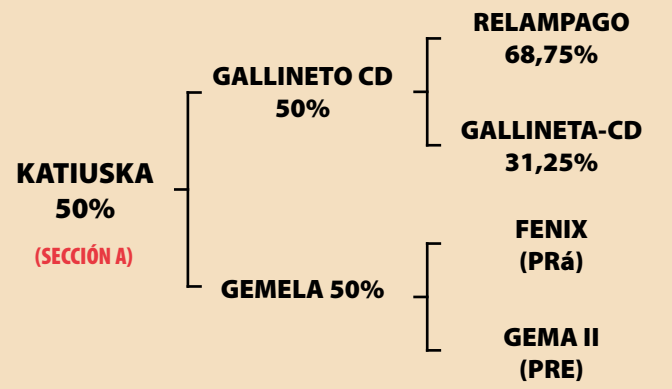 KATIUSKA
50%
(SECCIÓN A)
GALLINETO CD
50%
GEMELA 50%
RELAMPAGO
68,75%
GALLINETA-CD
31,25%
FENIX
(PRá)
GEMA II
(PRE)